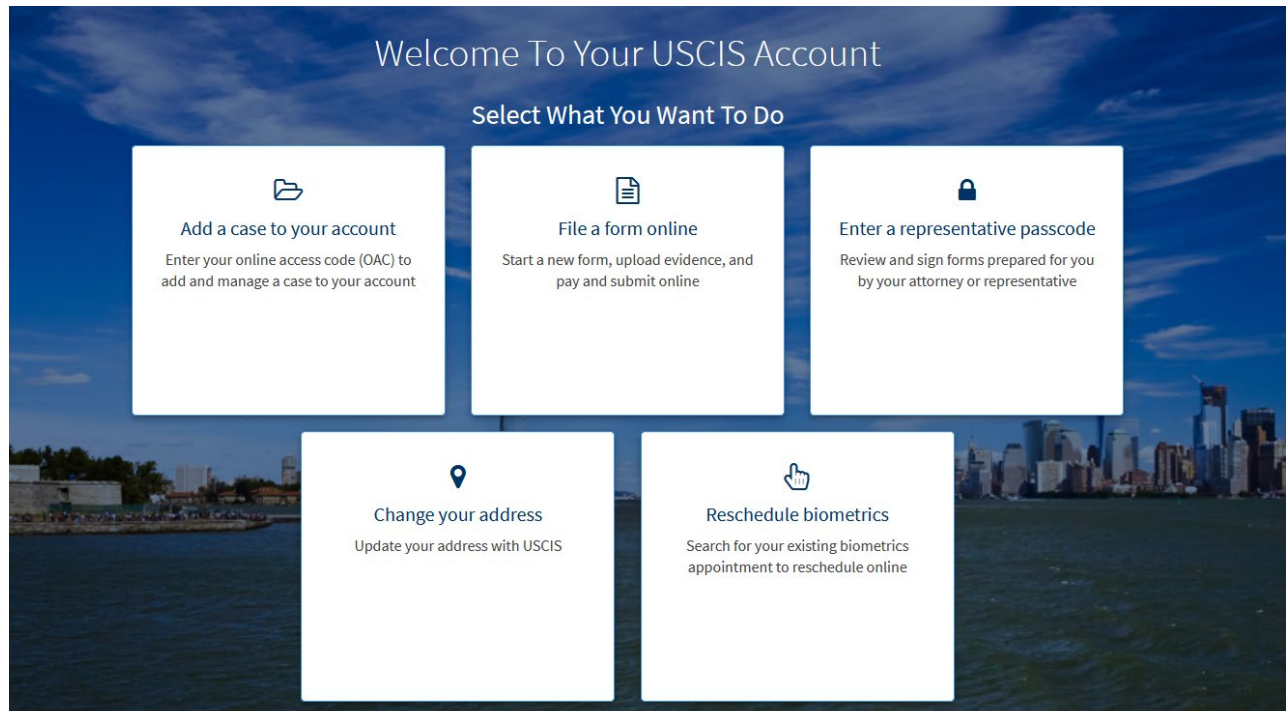 Welcome To Your USCIS Account
Select What You Want To Do
Add a case to your account
Enter your online access code (OAC) to
add and manage a case to your account
File a form online
Start a new form, upload evidence, and
pay and submit online
Enter a representative passcode
Review and sign forms prepared for you
by your attorney or representative
Change your address
Update your address with USCIS
Reschedule biometrics
Search for your existing biometrics
appointment to reschedule online